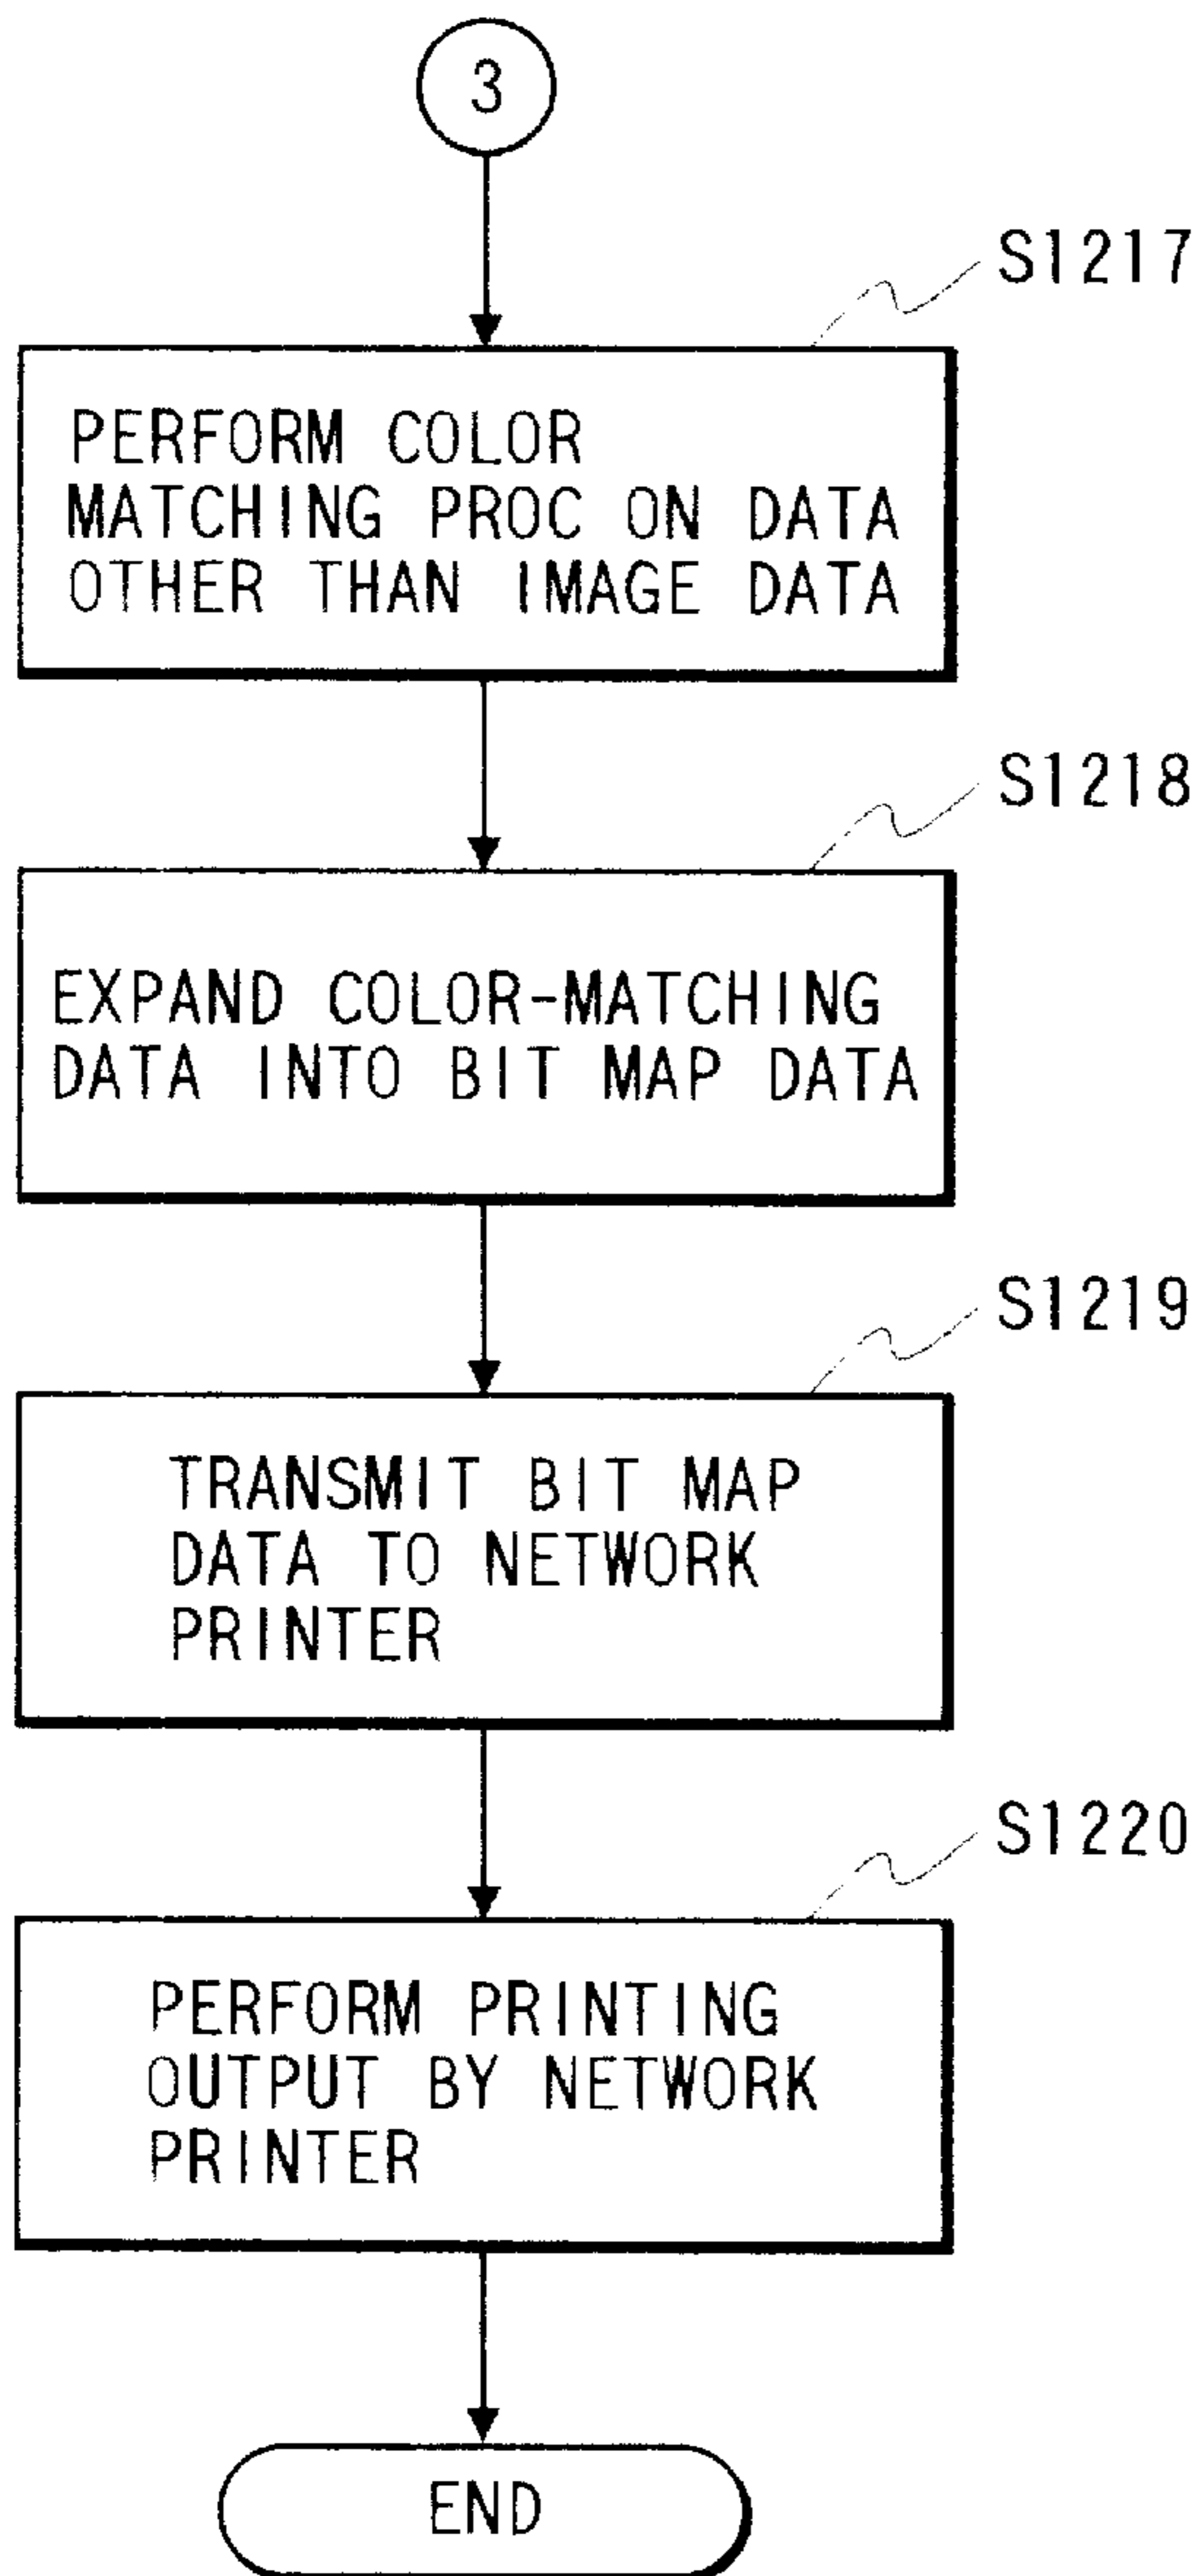 3
S1217
PERFORM COLOR
MATCHING PROC ON DATA
OTHER THAN IMAGE DATA
S1218
EXPAND COLOR-MATCHING
DATA INTO BIT MAP DATA
S1219
TRANSMIT BIT MAP
DATA TO NETWORK
PRINTER
S1220
PERFORM PRINTING
OUTPUT BY NETWORK
PRINTER
END